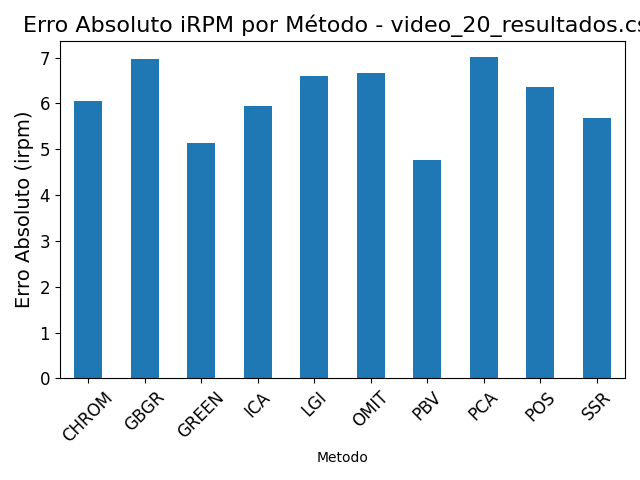 Erro Absoluto iRPM por Método - video_20_resultados.cs
Erro Absoluto (irpm)
7
6
5
4
3
2
1
0
CHROM GBGR GREEN ICA LGI OMIT PBV PCA POS SSR
Metodo